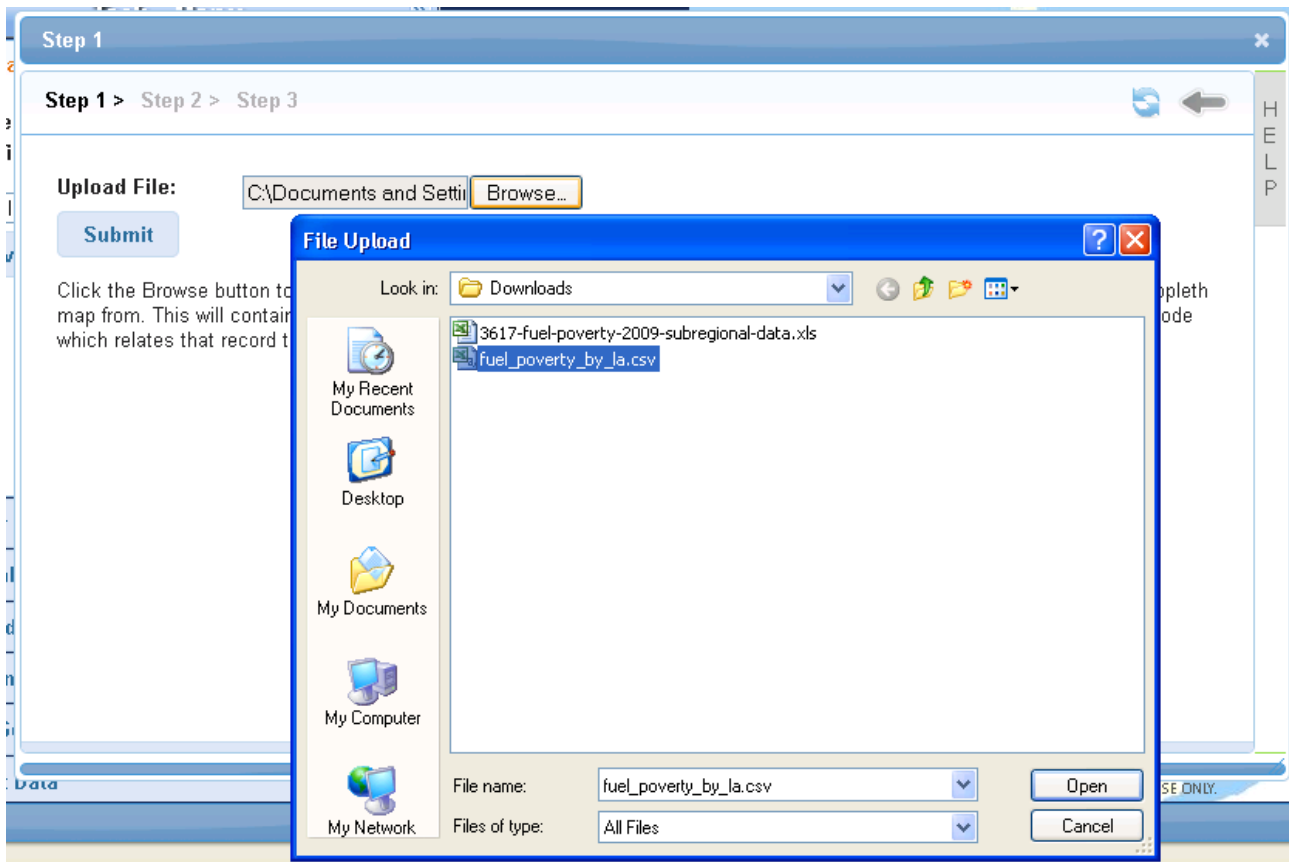 Step 1
Step 1 > Step 2 > Step 3
HELP
Upload File:
C:\Documents and Settin
Browse...
Submit
Click the Browse button to
map from. This will contain
which relates that record t
opleth
ode
File Upload
Look in:
Downloads
3617-fuel-poverty-2009-subregional-data.xls
fuel_poverty_by_la.csv
My Recent
Documents
Desktop
My Documents
My Computer
My Network
File name:
fuel_poverty_by_la.csv
Open
Files of type:
All Files
Cancel
Data
SE ONLY.